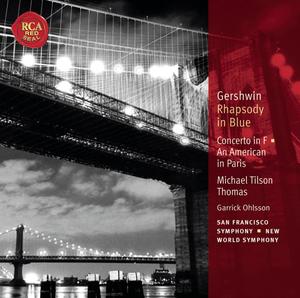 RCA
RED
SEAL
Gershwin
Rhapsody
in Blue
Concerto in F ■
An American
in Paris
Michael Tilson
Thomas
Garrick Ohlsson
SAN FRANCISCO
SYMPHONY ■ NEW
WORLD SYMPHONY